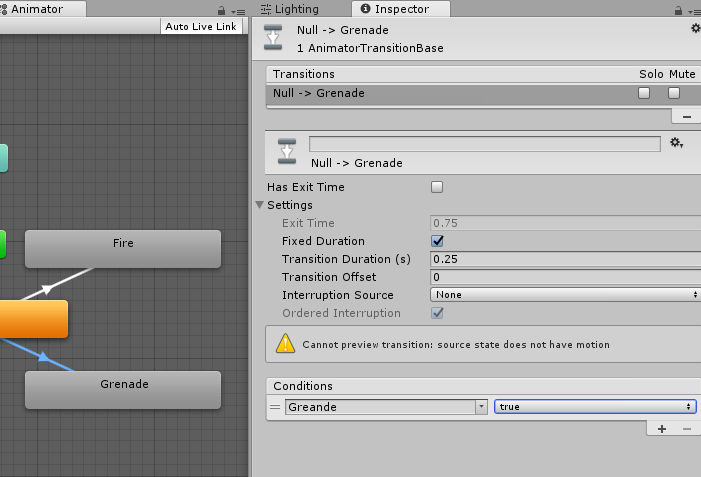 Animator
Auto Live Link
Fire
Grenade
Lighting
Inspector
Null -> Grenade
1 AnimatorTransitionBase
Transitions
Solo Mute
Null -> Grenade
Null -> Grenade
Has Exit Time
Settings
Exit Time
0.75
Fixed Duration
Transition Duration (s)
0.25
Transition Offset
0
Interruption Source
None
Ordered Interruption
Cannot preview transition: source state does not have motion
Conditions
Greande
true